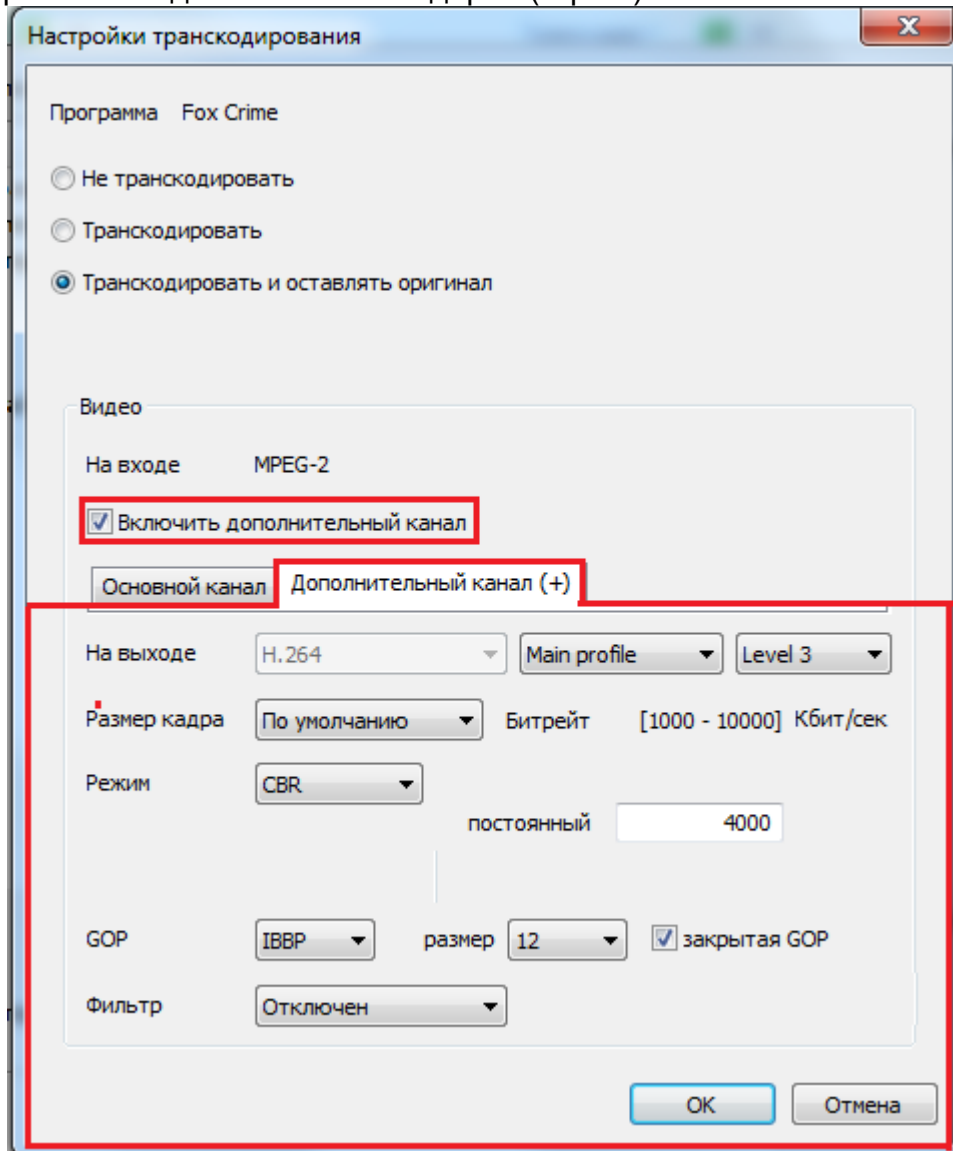 Настройки транскодирования
Программа Fox Crime
Не транскодировать
Транскодировать
Транскодировать и оставлять оригинал
Видео
На входе MPEG-2
Включить дополнительный канал
Основной канал Дополнительный канал (+)
На выходе H.264 Main profile Level 3
Размер кадра По умолчанию Битрейт [1000 - 10000] Кбит/сек
Режим CBR
постоянный 4000
GOP IBBP размер 12 закрытая GOP
Фильтр Отключен
OK Отмена